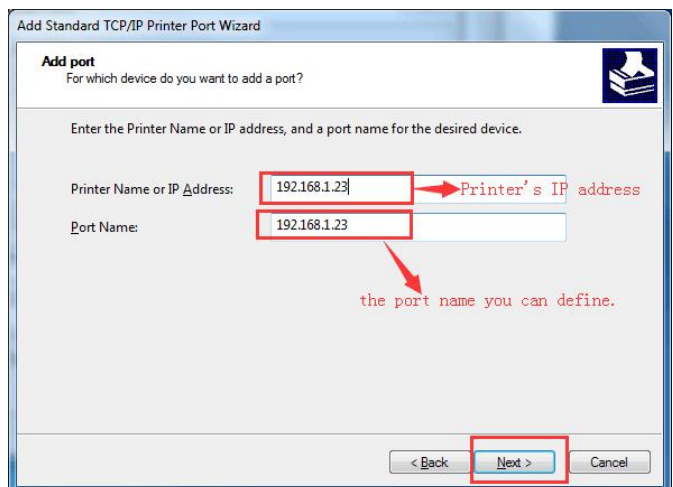 Add Standard TCP/IP Printer Port Wizard
Add port
For which device do you want to add a port?
Enter the Printer Name or IP address, and a port name for the desired device.
Printer Name or IP Address: 192.168.1.23 Printer's IP address
Port Name: 192.168.1.23
the port name you can define.
< Back Next > Cancel